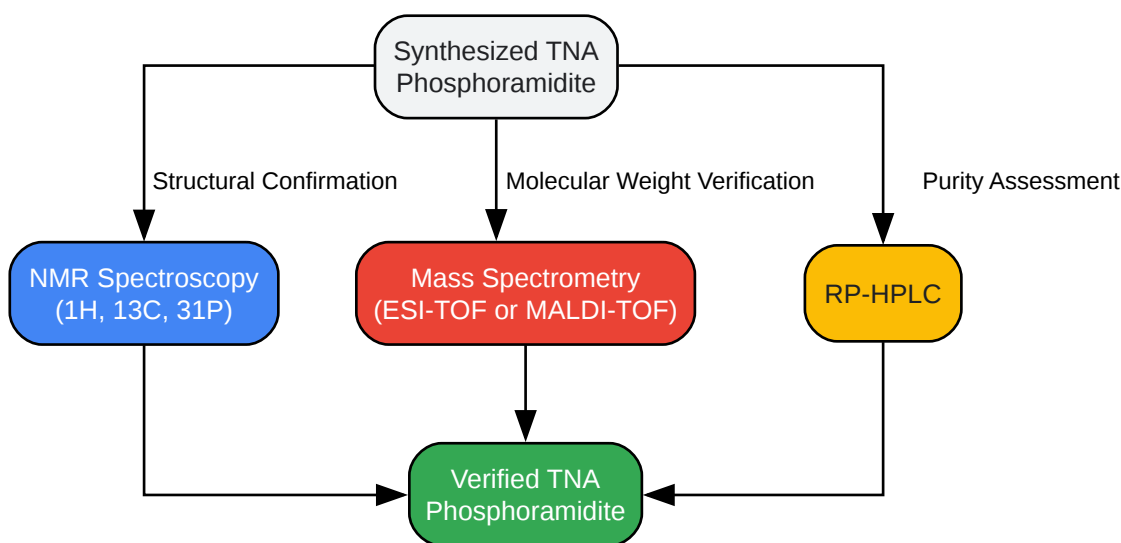 Synthesized TNA
Phosphoramidite
Structural Confirmation
Molecular Weight Verification
Purity Assessment
NMR Spectroscopy
(1H, 13C, 31P)
Mass Spectrometry
(ESI-TOF or MALDI-TOF)
RP-HPLC
Verified TNA
Phosphoramidite